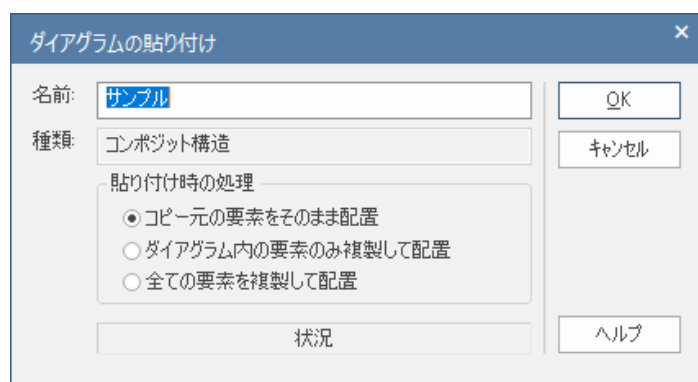 ダイアグラムの貼り付け
名前: サンプル OK
種類: コンポジット構造 キャンセル
貼り付け時の処理
コピー元の要素をそのまま配置
ダイアグラム内の要素のみ複製して配置
全ての要素を複製して配置
状況 ヘルプ